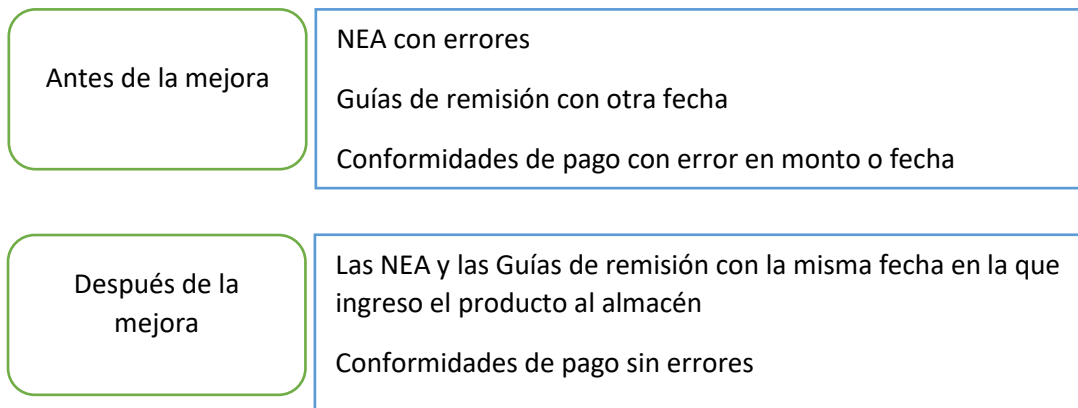 Antes de la mejora
NEA con errores
Guías de remisión con otra fecha
Conformidades de pago con error en monto o fecha
Después de la
mejora
Las NEA y las Guías de remisión con la misma fecha en la que
ingreso el producto al almacén
Conformidades de pago sin errores